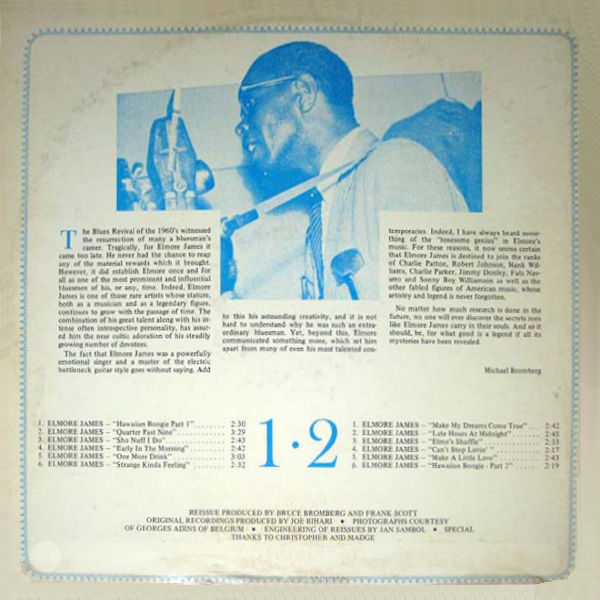 The Blues Revival of the 1960's witnessed
the resurrection of many a bluesman's
career. Tragically, for Elmore James it
came too late. He never had the chance to reap
any of the material rewards which it brought.
However, it did establish Elmore once and for
all as one of the most prominent and influential
bluesmen of his, or any, time. Indeed, Elmore
James is one of those rare artists whose stature,
both as a musician and as a legendary figure,
continues to grow with the passage of time. The
combination of his great talent along with his in-
tense often introspective personality, has assur-
ed him the near cultic adoration of his steadily
growing number of devotees.
The fact that Elmore James was a powerfully
emotional singer and a master of the electric
bottleneck guitar style goes without saying. Add
to this his astounding creativity, and it is not
hard to understand why he was such an extra-
ordinary bluesman. Yet, beyond this, Elmore
communicated something more, which set him
apart from many of even his most talented con-
temporaries. Indeed, I have always heard some-
thing of the "lonesome genius" in Elmore's
music. For these reasons, it now seems certain
that Elmore James is destined to join the ranks
of Charlie Patton, Robert Johnson, Hank Wil-
liams, Charlie Parker, Jimmy Donley, Fats Nav-
arro and Sonny Boy Williamson as well as the
other fabled figures of American music, whose
artistry and legend is never forgotten.
No matter how much research is done in the
future, no one will ever discover the secrets men
like Elmore James carry in their souls. And so it
should, be, for what good is a legend if all its
mysteries have been revealed.
Michael Bromberg
1. ELMORE JAMES – "Hawaiian Boogie Part 1" ........ 2:30
2. ELMORE JAMES – "Quarter Past Nine" ........ 3:29
3. ELMORE JAMES – "Sho Nuff I Do" ........ 2:43
4. ELMORE JAMES – "Early In The Morning" ........ 2:42
5. ELMORE JAMES – "One More Drink" ........ 3:03
6. ELMORE JAMES – "Strange Kinda Feeling" ........ 2:32
1 · 2
1. ELMORE JAMES – "Make My Dreams Come True" ... 2:42
2. ELMORE JAMES – "Late Hours At Midnight" ....... 2:45
3. ELMORE JAMES – "Elmo's Shuffle" ........ 2:33
4. ELMORE JAMES – "Can't Stop Lovin' " ........ 2:17
5. ELMORE JAMES – "Make A Little Love" ........ 2:43
6. ELMORE JAMES – "Hawaiian Boogie - Part 2" ....... 2:19
REISSUE PRODUCED BY BRUCE BROMBERG AND FRANK SCOTT
ORIGINAL RECORDINGS PRODUCED BY JOE BIHARI • PHOTOGRAPHS COURTESY
OF GEORGES ADINS OF BELGIUM • ENGINEERING OF REISSUES BY JAN SAMBOL • SPECIAL
THANKS TO CHRISTOPHER AND MADGE